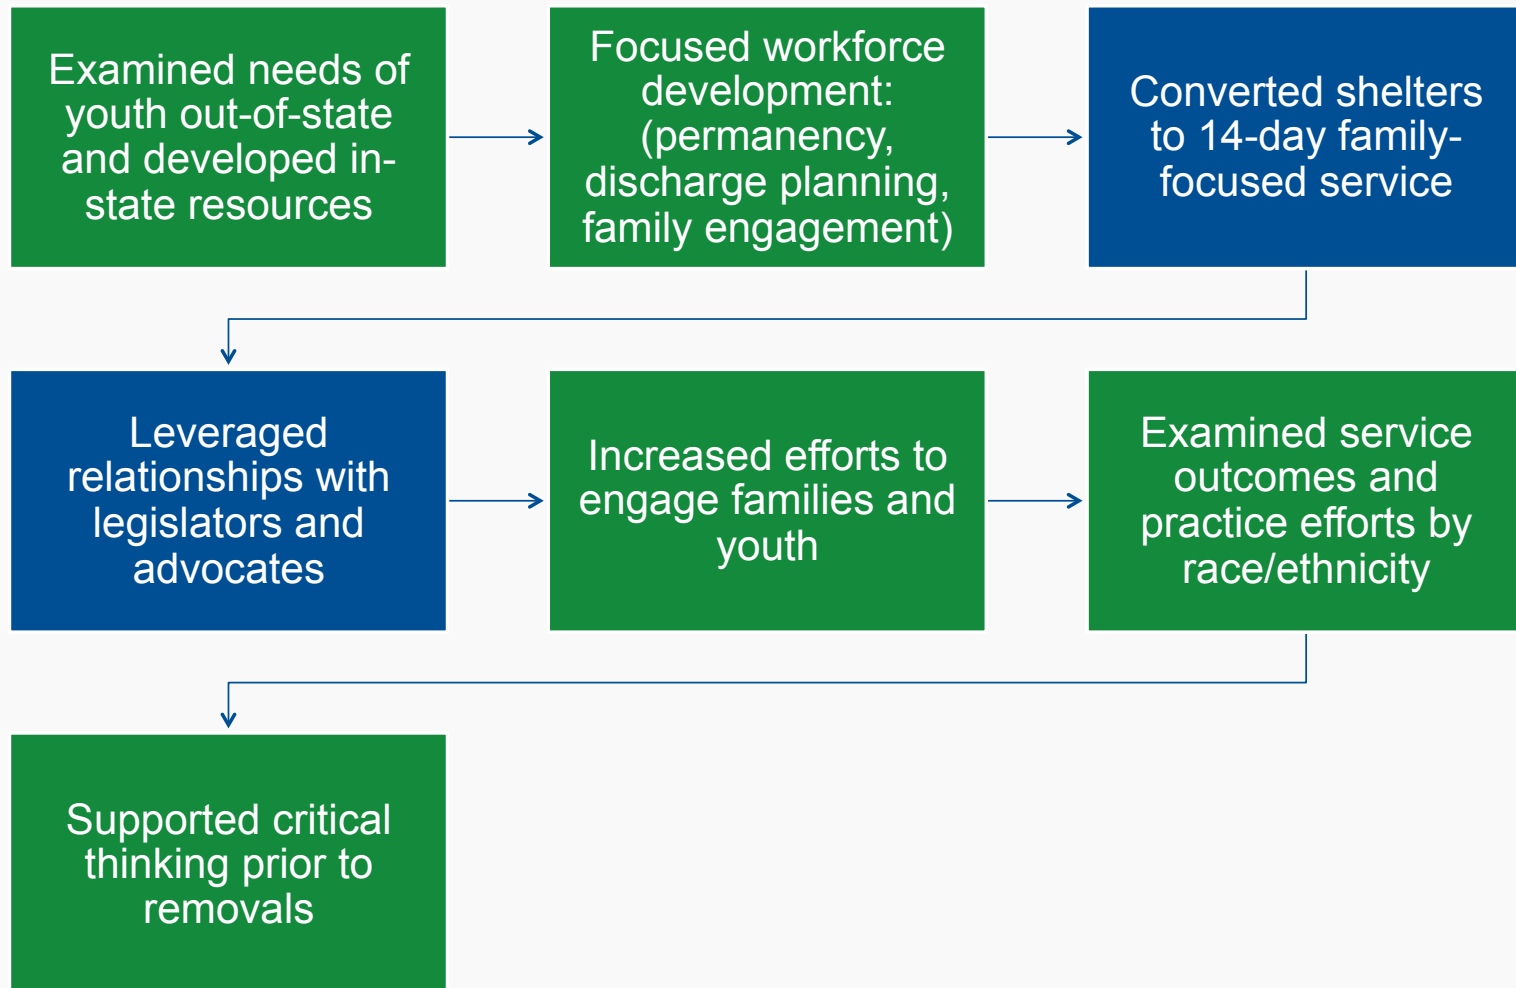 Examined needs of
youth out-of-state
and developed in-
state resources
Focused workforce
development:
(permanency,
discharge planning,
family engagement)
Converted shelters
to 14-day family-
focused service
Leveraged
relationships with
legislators and
advocates
Increased efforts to
engage families and
youth
Examined service
outcomes and
practice efforts by
race/ethnicity
Supported critical
thinking prior to
removals